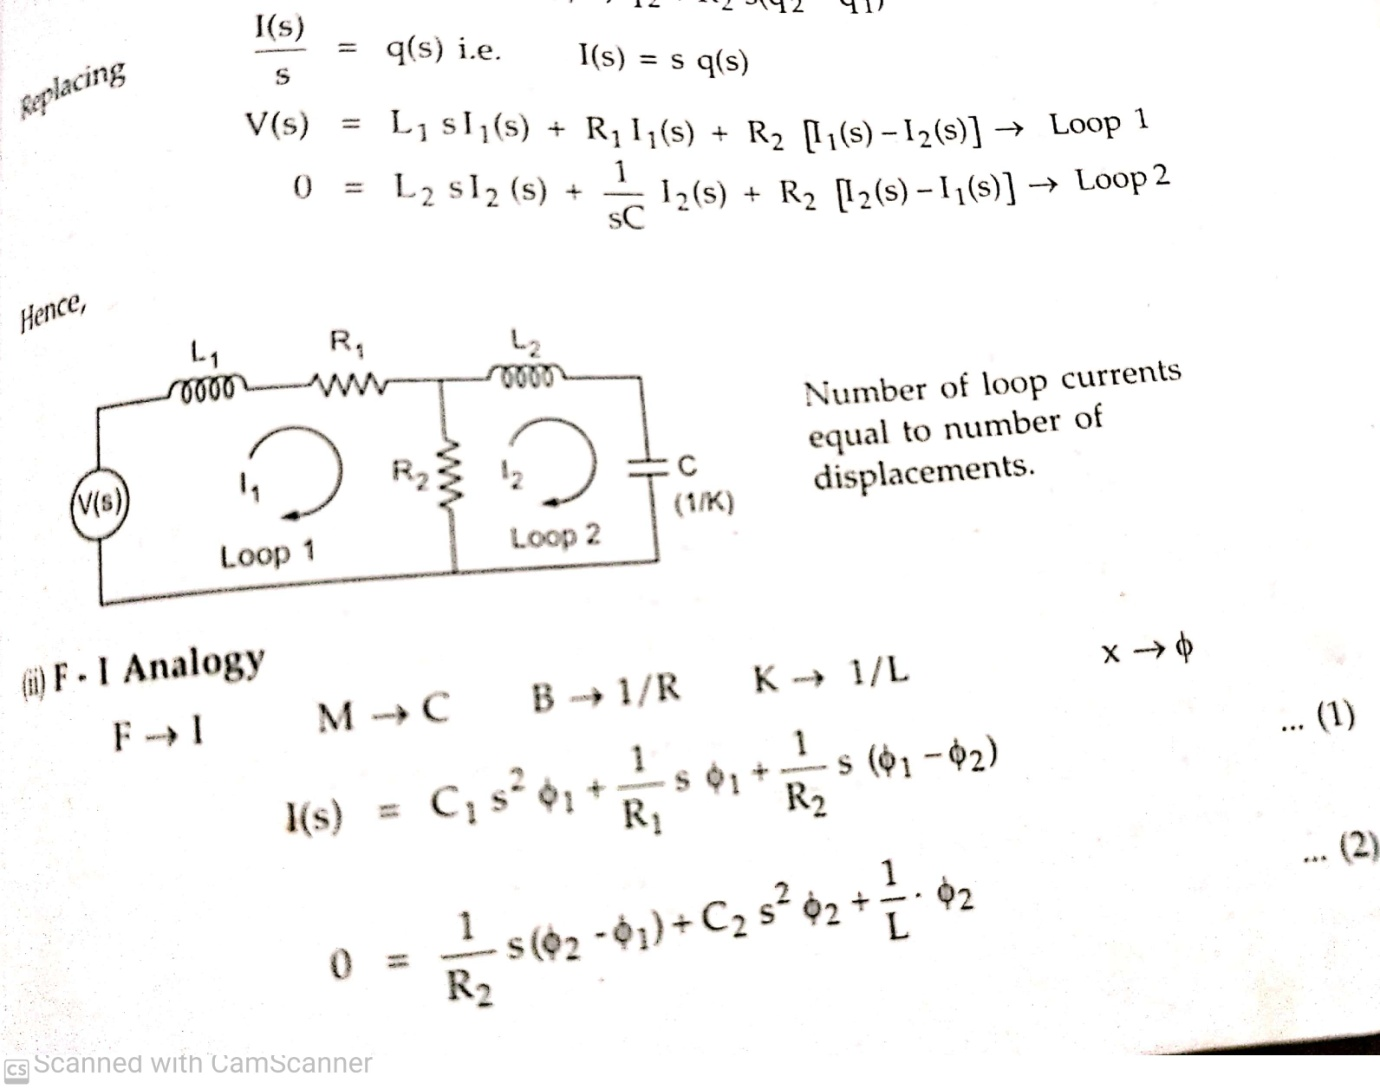 I(s)/s = q(s) i.e. I(s) = s q(s)
Replacing
V(s) = L₁ sI₁(s) + R₁ I₁(s) + R₂ [I₁(s) – I₂(s)] → Loop 1
0 = L₂ sI₂ (s) + 1/sC I₂(s) + R₂ [I₂(s) – I₁(s)] → Loop 2
Hence,
L₁ R₁ L₂
V(s) I₁ R₂ I₂ C
(1/K)
Loop 1 Loop 2
Number of loop currents
equal to number of
displacements.
(ii) F - I Analogy
F → I M → C B → 1/R K → 1/L x → ϕ
I(s) = C₁ s² ϕ₁ + 1/R₁ s ϕ₁ + 1/R₂ s (ϕ₁ – ϕ₂) ... (1)
0 = 1/R₂ s(ϕ₂ - ϕ₁) + C₂ s² ϕ₂ + 1/L · ϕ₂ ... (2)
CS Scanned with CamScanner